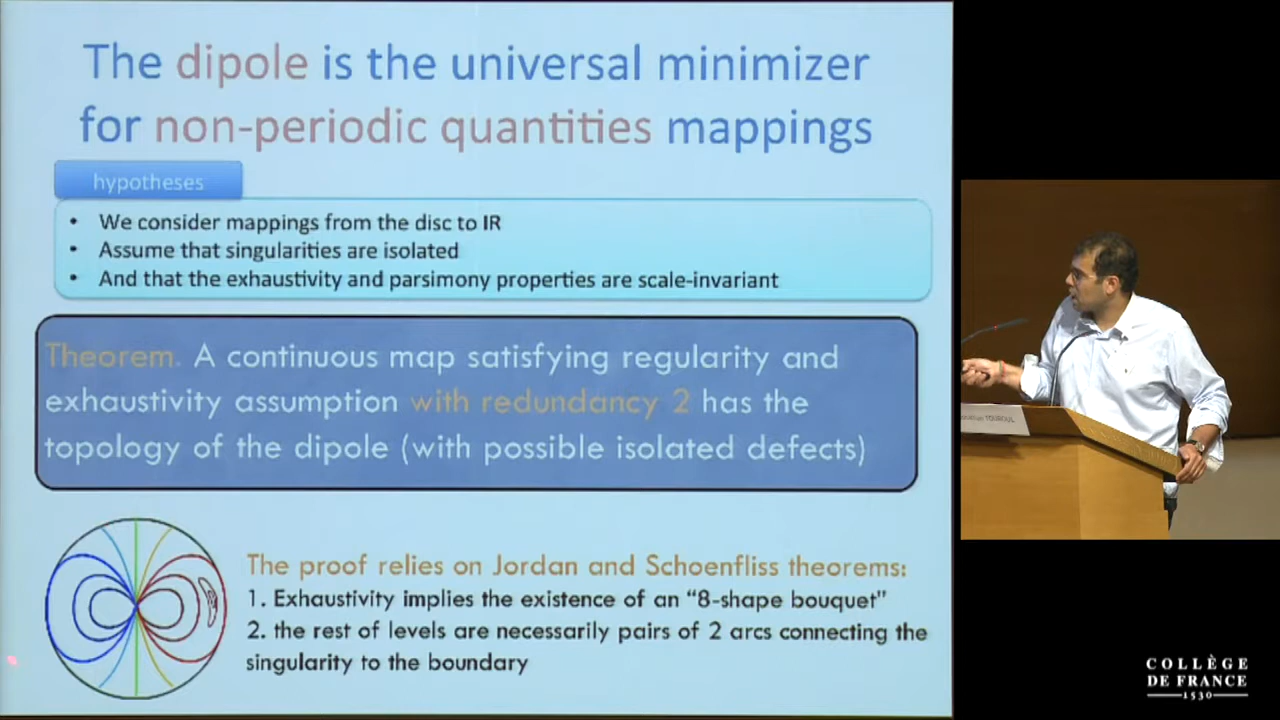 The dipole is the universal minimizer
for non-periodic quantities mappings
hypotheses
• We consider mappings from the disc to IR
• Assume that singularities are isolated
• And that the exhaustivity and parsimony properties are scale-invariant
Theorem. A continuous map satisfying regularity and
exhaustivity assumption with redundancy 2 has the
topology of the dipole (with possible isolated defects)
The proof relies on Jordan and Schoenfliss theorems:
1. Exhaustivity implies the existence of an “8-shape bouquet”
2. the rest of levels are necessarily pairs of 2 arcs connecting the
singularity to the boundary
COLLÈGE
DE FRANCE
1530